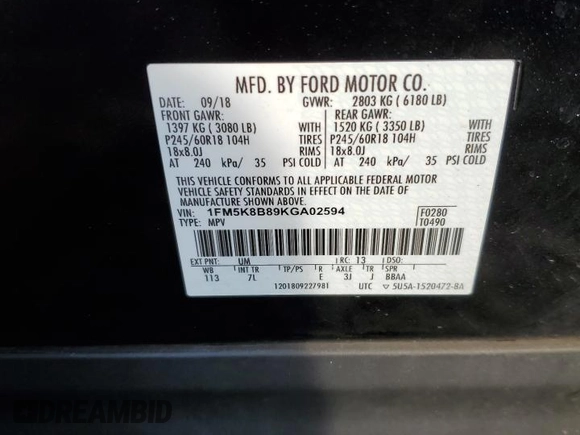 MFD. BY FORD MOTOR CO.
DATE: 09/18 GVWR: 2803 KG ( 6180 LB)
FRONT GAWR: REAR GAWR:
1397 KG ( 3080 LB) WITH 1520 KG ( 3350 LB) WITH
P245/60R18 104H TIRES P245/60R18 104H TIRES
18x8.0J RIMS 18x8.0J RIMS
AT 240 kPa/ 35 PSI COLD AT 240 kPa/ 35 PSI COLD
THIS VEHICLE CONFORMS TO ALL APPLICABLE FEDERAL MOTOR
VEHICLE SAFETY AND THEFT PREVENTION STANDARDS IN EFFECT ON THE DATE OF
MANUFACTURE SHOWN ABOVE.
VIN: 1FM5K8B89KGA02594 F0280
TYPE: MPV T0490
EXT PNT: UM RC: 13 DSO:
WB INT TR TP/PS R AXLE TR SPR
113 7L E 3J J BBAA
1201809227981 UTC ▽ 5U5A-1520472-BA
DREAMBID